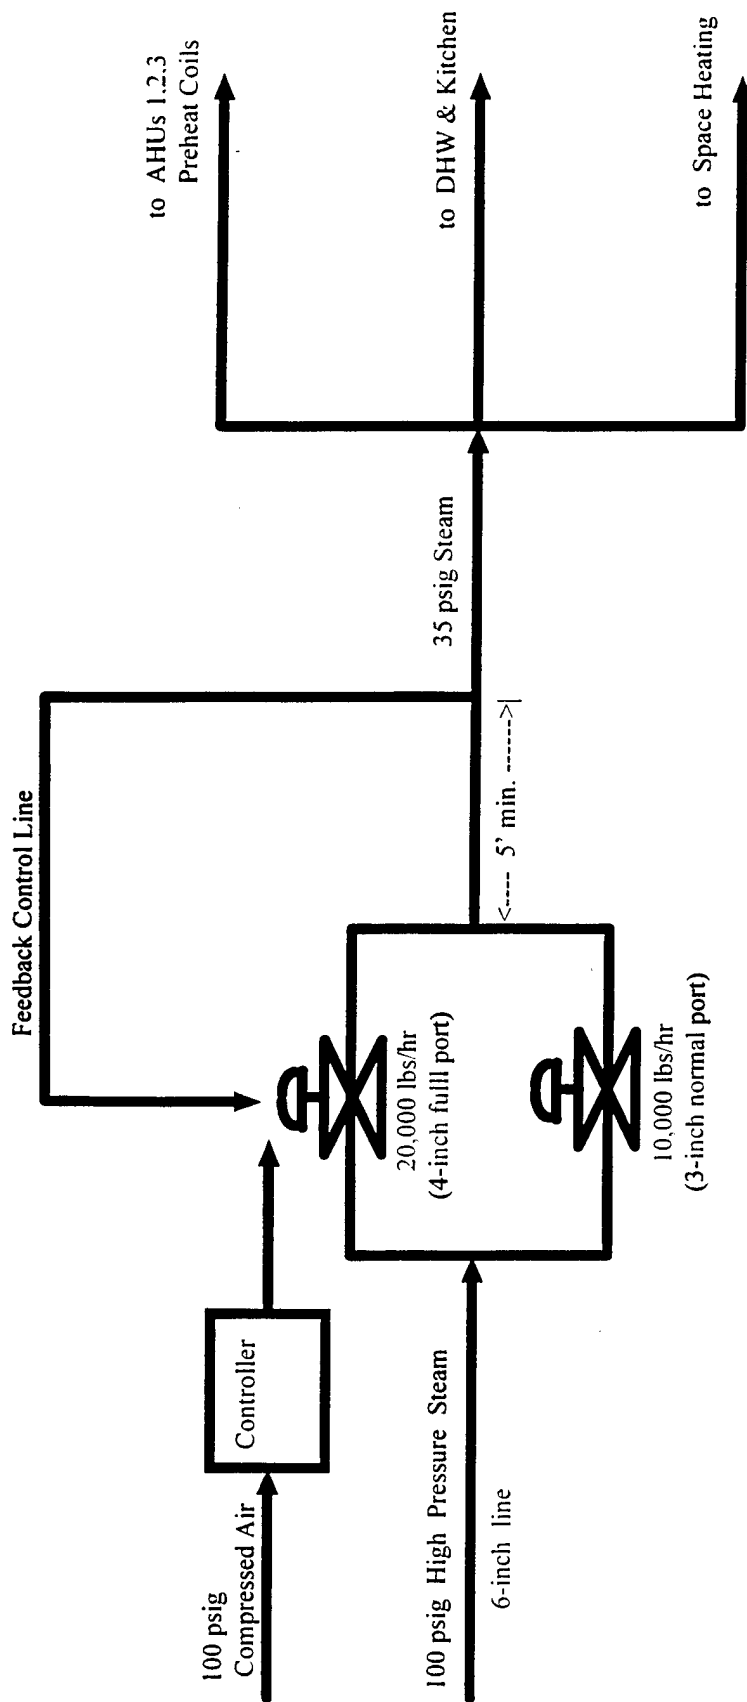 Feedback Control Line
100 psig
Compressed Air
Controller
100 psig High Pressure Steam
6-inch line
20,000 lbs/hr
(4-inch fulll port)
10,000 lbs/hr
(3-inch normal port)
<---- 5' min. ------>|
35 psig Steam
to AHUs 1.2.3
Preheat Coils
to DHW & Kitchen
to Space Heating